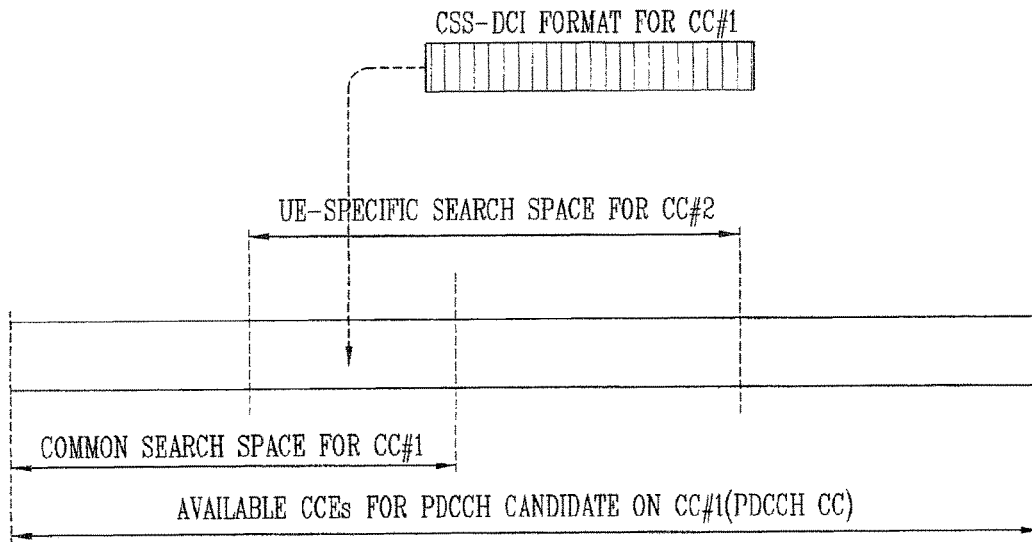 CSS-DCI FORMAT FOR CC#1
UE-SPECIFIC SEARCH SPACE FOR CC#2
COMMON SEARCH SPACE FOR CC#1
AVAILABLE CCEs FOR PDCCH CANDIDATE ON CC#1(PDCCH CC)